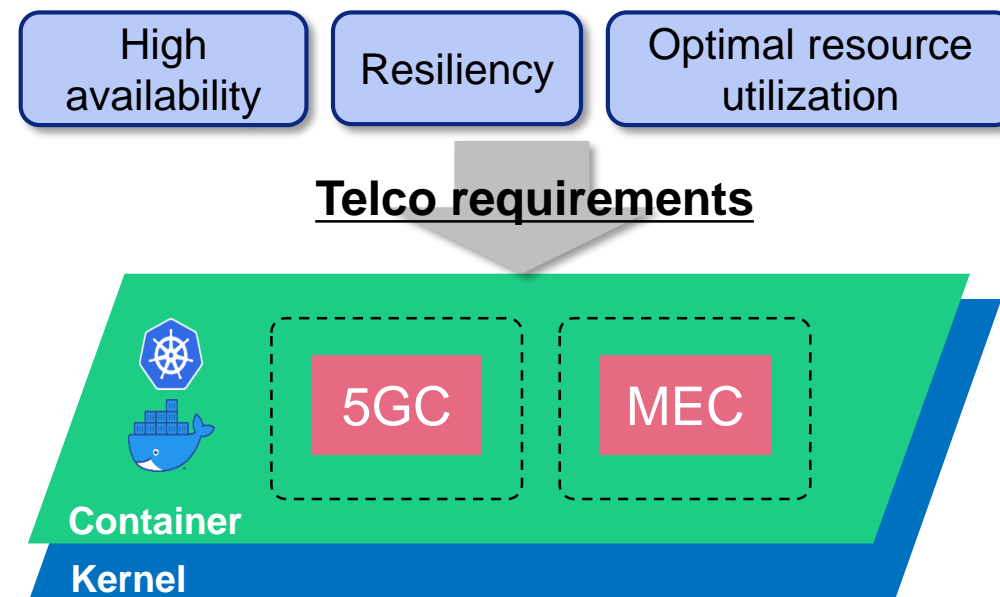 High
availability
Resiliency
Optimal resource
utilization
Telco requirements
5GC
MEC
Container
Kernel